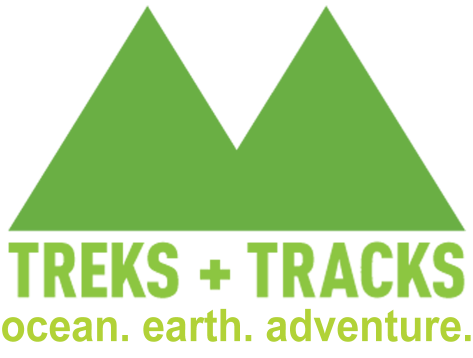 TREKS + TRACKS
ocean. earth. adventure.